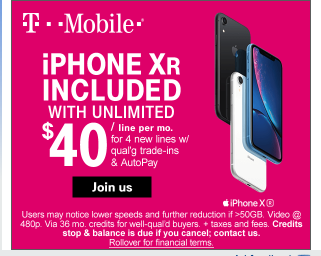 T··Mobile·
iPHONE XR
INCLUDED
WITH UNLIMITED
$40 / line per mo.
for 4 new lines w/
qual'g trade-ins
& AutoPay
Join us
iPhone XR
Users may notice lower speeds and further reduction if >50GB. Video @
480p. Via 36 mo. credits for well-qual'd buyers. + taxes and fees. Credits
stop & balance is due if you cancel; contact us.
Rollover for financial terms.